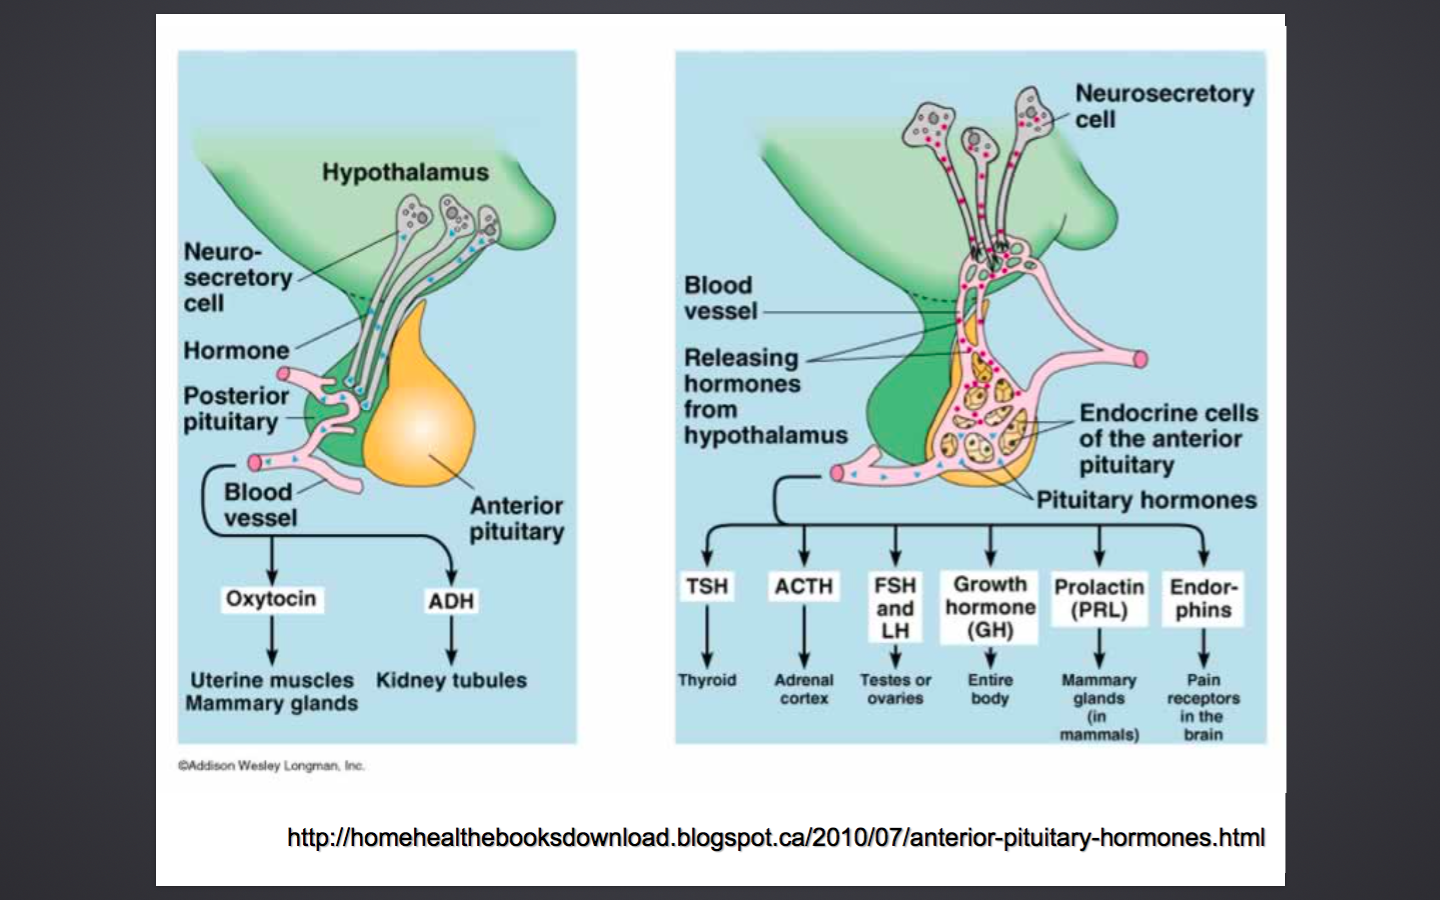 Hypothalamus
Neuro-
secretory
cell
Hormone
Posterior
pituitary
Blood
vessel
Anterior
pituitary
Oxytocin
ADH
Uterine muscles
Mammary glands
Kidney tubules
©Addison Wesley Longman, Inc.
Neurosecretory
cell
Blood
vessel
Releasing
hormones
from
hypothalamus
Endocrine cells
of the anterior
pituitary
Pituitary hormones
TSH
ACTH
FSH
and
LH
Growth
hormone
(GH)
Prolactin
(PRL)
Endor-
phins
Thyroid
Adrenal
cortex
Testes or
ovaries
Entire
body
Mammary
glands
(in
mammals)
Pain
receptors
in the
brain
http://homehealthebooksdownload.blogspot.ca/2010/07/anterior-pituitary-hormones.html